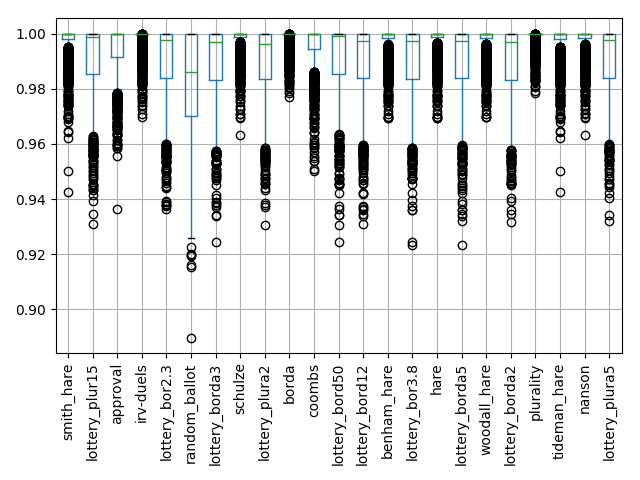 1.00
0.98
0.96
0.94
0.92
0.90
smith_hare
lottery_plur15
approval
irv-duels
lottery_bor2.3
random_ballot
lottery_borda3
schulze
lottery_plura2
borda
coombs
lottery_bord50
lottery_bord12
benham_hare
lottery_bor3.8
hare
lottery_borda5
woodall_hare
lottery_borda2
plurality
tideman_hare
nanson
lottery_plura5